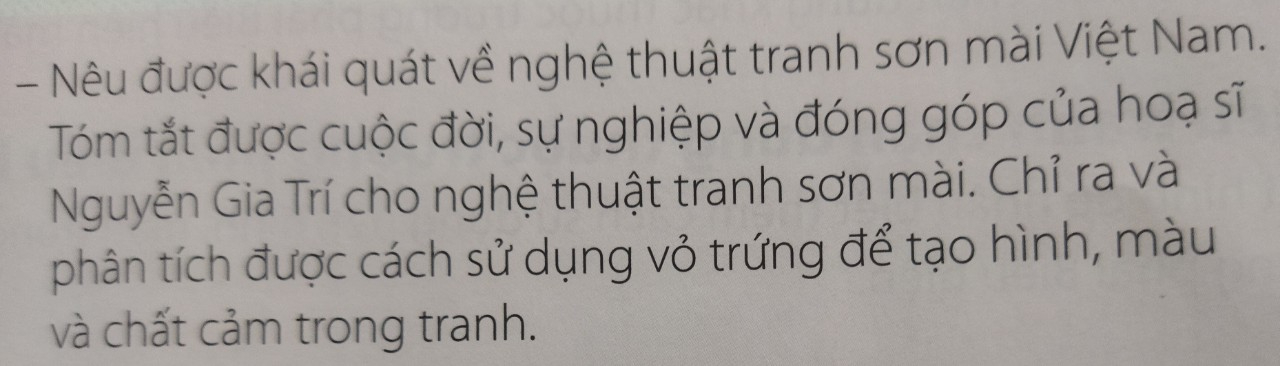 – Nêu được khái quát về nghệ thuật tranh sơn mài Việt Nam.
Tóm tắt được cuộc đời, sự nghiệp và đóng góp của hoạ sĩ
Nguyễn Gia Trí cho nghệ thuật tranh sơn mài. Chỉ ra và
phân tích được cách sử dụng vỏ trứng để tạo hình, màu
và chất cảm trong tranh.